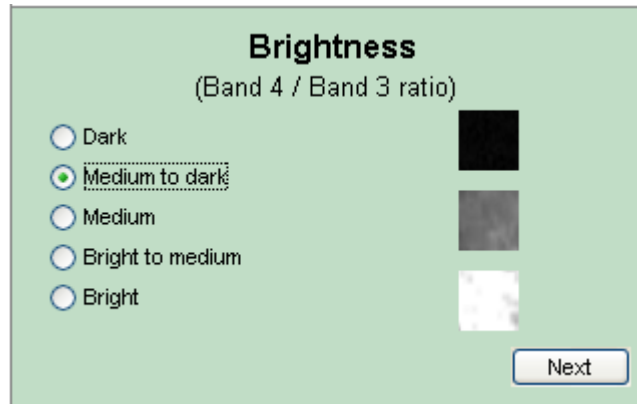 Brightness
(Band 4 / Band 3 ratio)
Dark
Medium to dark
Medium
Bright to medium
Bright
Next